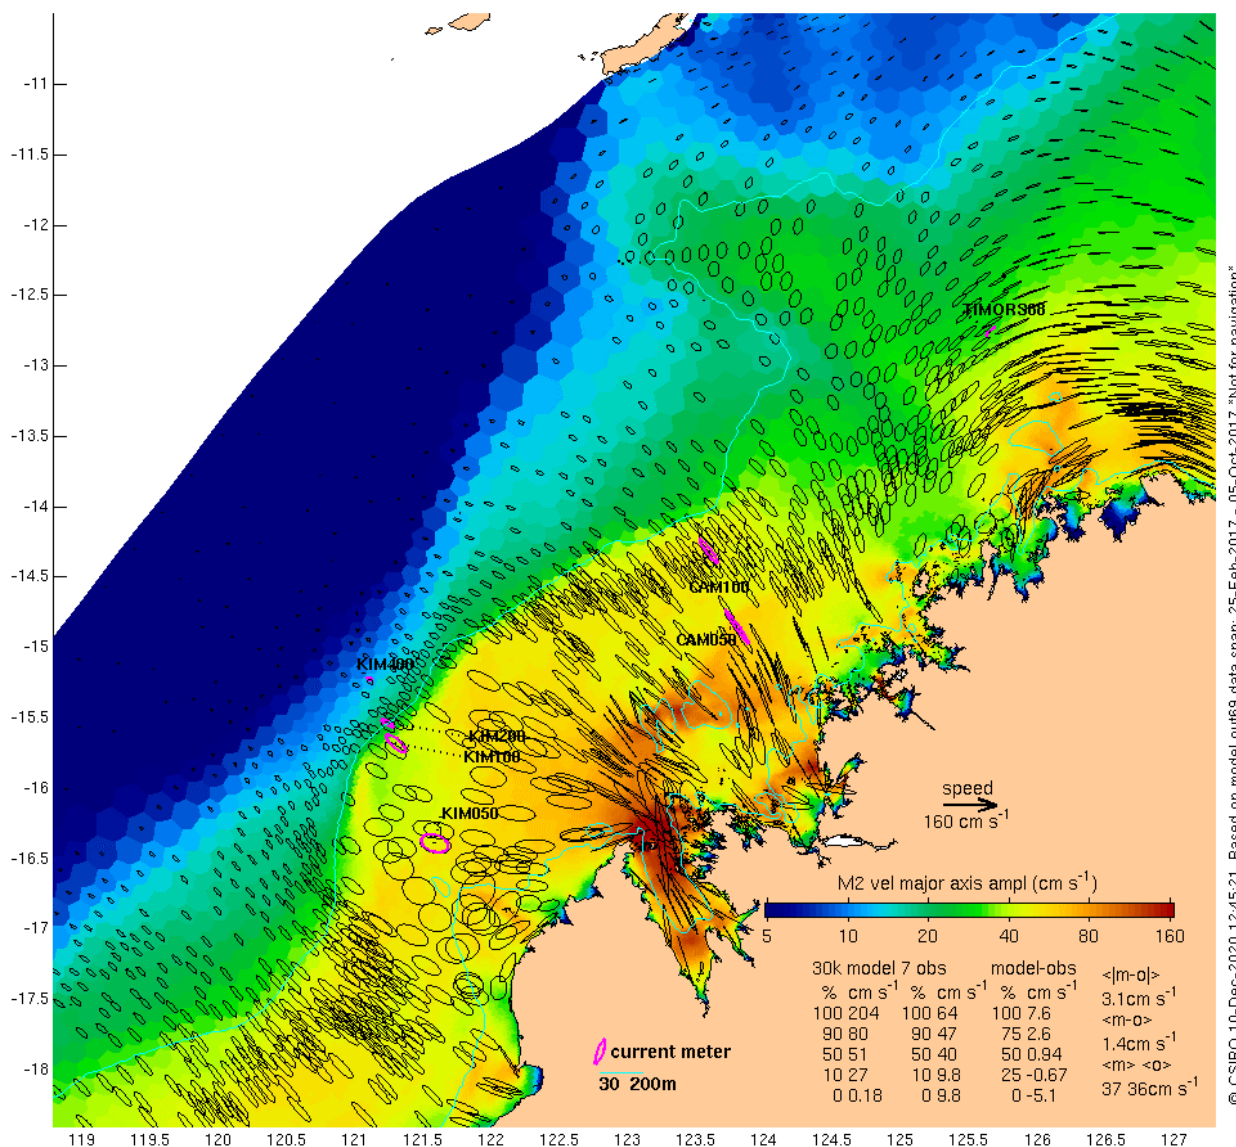 -11
-11.5
-12
-12.5
TIMORS68
-13
-13.5
-14
-14.5
CAM100
-15
CAM050
KIM400
-15.5
KIM200
KIM100
-16
speed
160 cm s-1
KIM050
-16.5
M2 vel major axis ampl (cm s-1)
-17
5 10 20 40 80 160
30k model 7 obs model-obs <|m-o|>
% cm s-1 % cm s-1 % cm s-1 3.1cm s-1
100 204 100 64 100 7.6 <m-o>
90 80 90 47 75 2.6 1.4cm s-1
50 51 50 40 50 0.94 <m> <o>
10 27 10 9.8 25 -0.67 37 36cm s-1
0 0.18 0 9.8 0 -5.1
-17.5
current meter
30 200m
-18
119 119.5 120 120.5 121 121.5 122 122.5 123 123.5 124 124.5 125 125.5 126 126.5 127
© CSIRO 10-Dec-2020 12:45:21 Based on model out69 data span: 25-Feb-2017 - 05-Oct-2017 *Not for navigation*